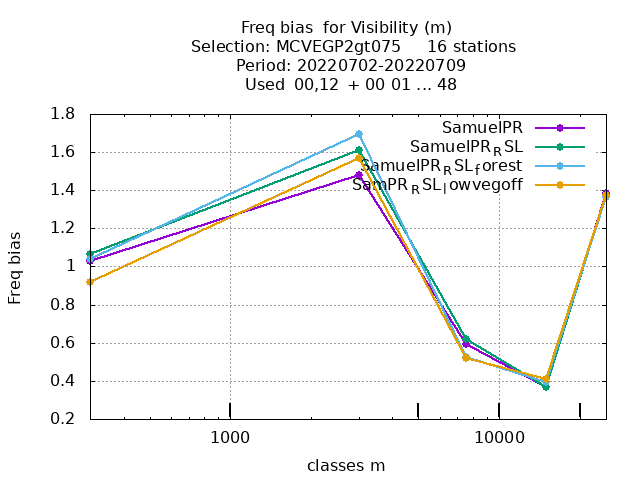 Freq bias  for Visibility (m)
Selection: MCVEGP2gt075     16 stations
Period: 20220702-20220709
Used  00,12  + 00 01 ... 48
SamuelPR
SamuelPR_RSL
SamuelPR_RSL_forest
SamPR_RSL_lowvegoff
Freq bias
1.8
1.6
1.4
1.2
1
0.8
0.6
0.4
0.2
1000
10000
classes m